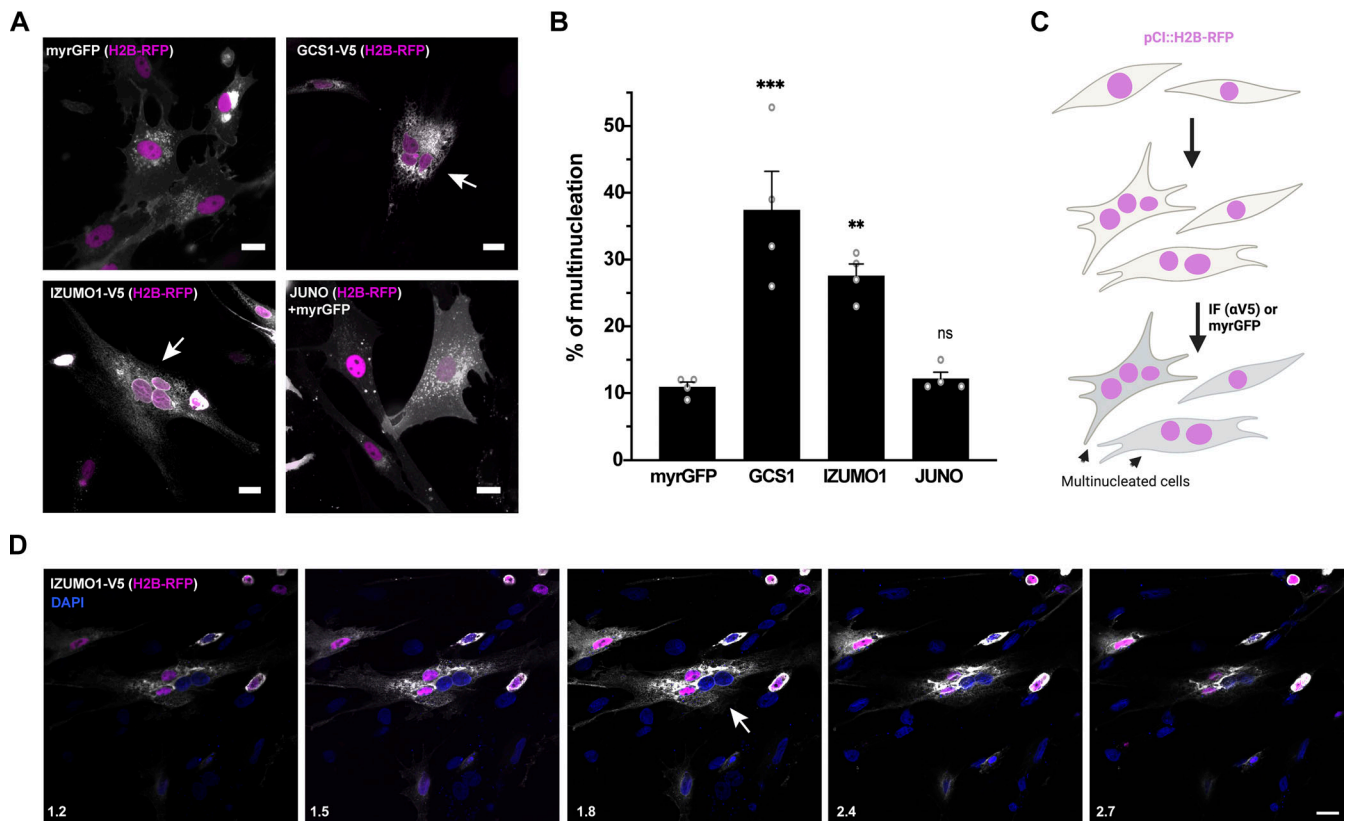 A
myrGFP (H2B-RFP)
GCS1-V5 (H2B-RFP)
IZUMO1-V5 (H2B-RFP)
JUNO (H2B-RFP)
+myrGFP
B
% of multinucleation
50
40
30
20
10
0
***
**
ns
myrGFP
GCS1
IZUMO1
JUNO
C
pCI::H2B-RFP
IF (αV5) or
myrGFP
Multinucleated cells
D
IZUMO1-V5 (H2B-RFP)
DAPI
1.2
1.5
1.8
2.4
2.7